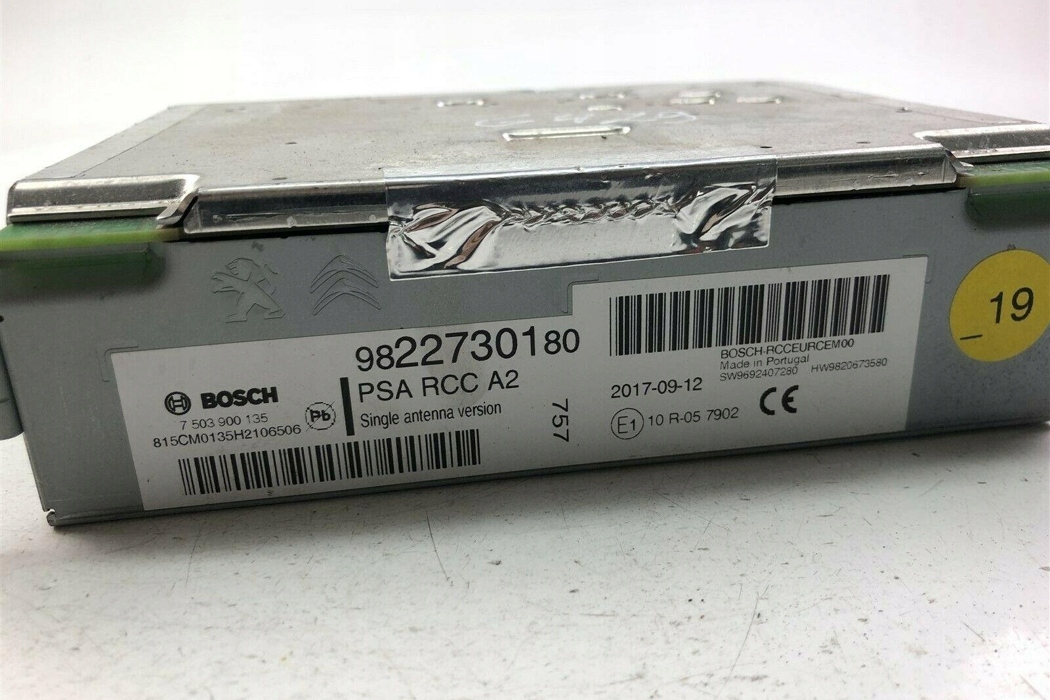 9822730180
PSA RCC A2
Single antenna version
BOSCH
7 503 900 135
815CM0135H2106506
Pb
757
BOSCH-RCCEURCEM00
Made in Portugal
SW9692407280 HW9820673580
2017-09-12
CE
E1 10 R-05 7902
_19